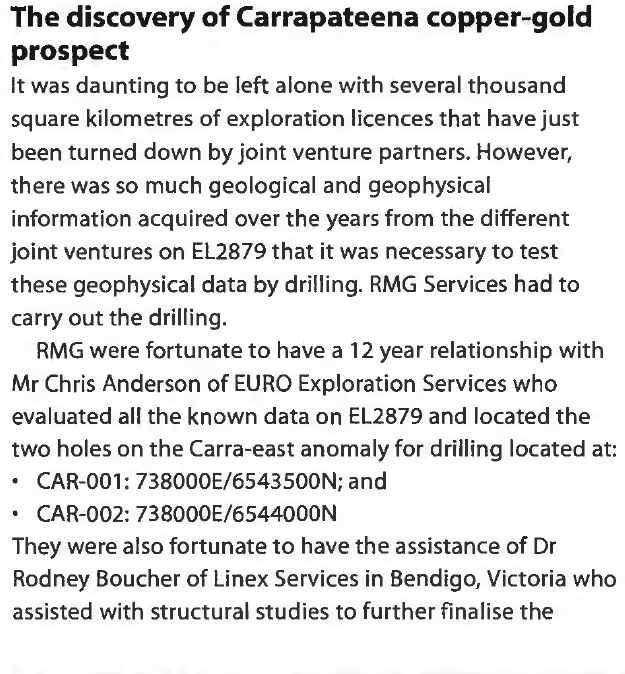 The discovery of Carrapateena copper-gold
prospect
It was daunting to be left alone with several thousand
square kilometres of exploration licences that have just
been turned down by joint venture partners. However,
there was so much geological and geophysical
information acquired over the years from the different
joint ventures on EL2879 that it was necessary to test
these geophysical data by drilling. RMG Services had to
carry out the drilling.
RMG were fortunate to have a 12 year relationship with
Mr Chris Anderson of EURO Exploration Services who
evaluated all the known data on EL2879 and located the
two holes on the Carra-east anomaly for drilling located at:
• CAR-001: 738000E/6543500N; and
• CAR-002: 738000E/6544000N
They were also fortunate to have the assistance of Dr
Rodney Boucher of Linex Services in Bendigo, Victoria who
assisted with structural studies to further finalise the